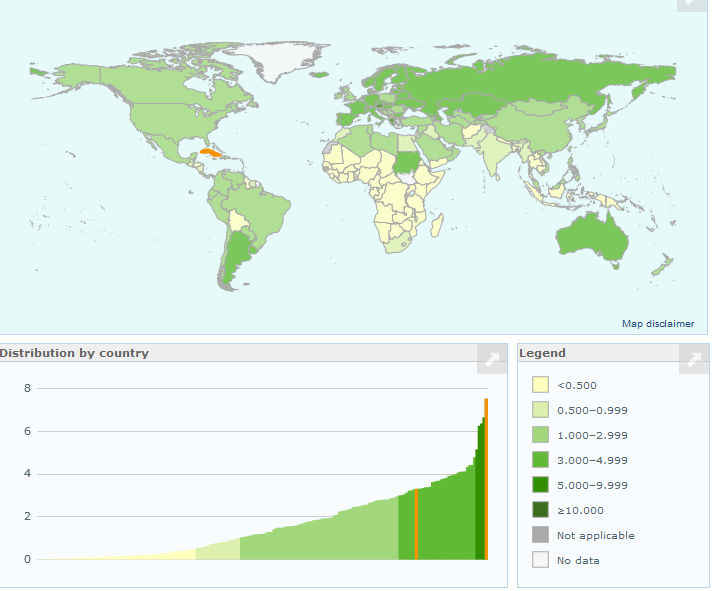 Map disclaimer
Distribution by country
8
6
4
2
0
Legend
<0.500
0.500–0.999
1.000–2.999
3.000–4.999
5.000–9.999
≥10.000
Not applicable
No data